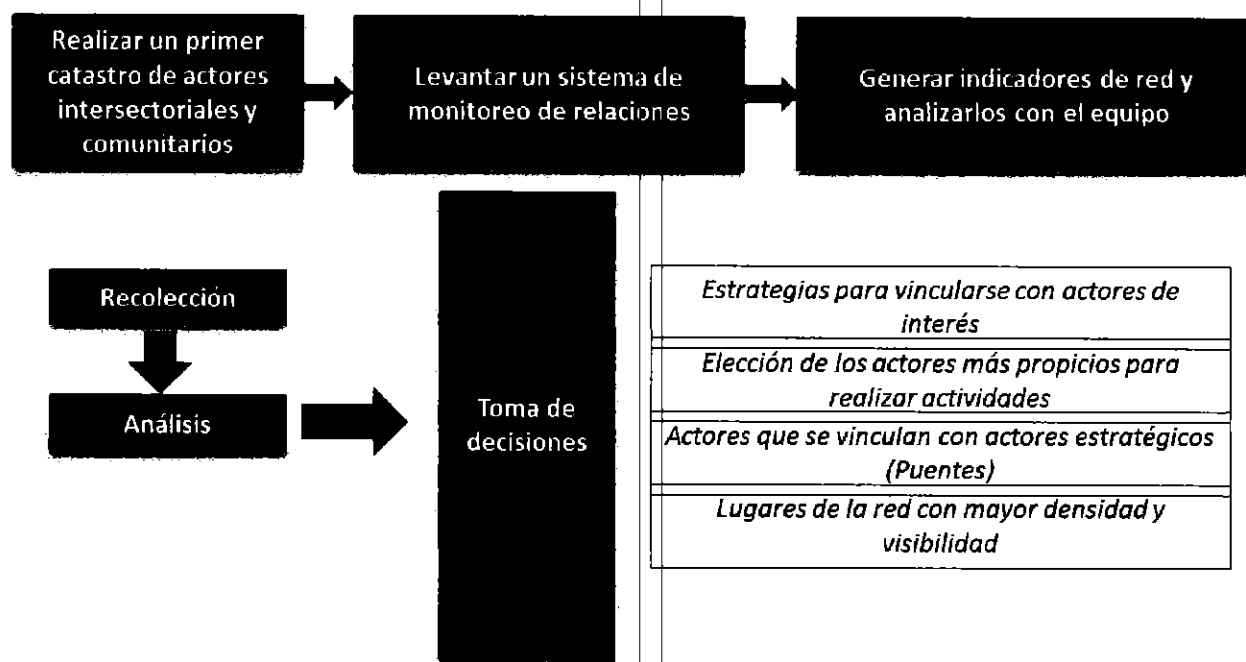 Realizar un primer
catastro de actores
intersectoriales y
comunitarios
Levantar un sistema de
monitoreo de relaciones
Generar indicadores de red y
analizarlos con el equipo
Recolección
Análisis
Toma de
decisiones
Estrategias para vincularse con actores de
interés
Elección de los actores más propicios para
realizar actividades
Actores que se vinculan con actores estratégicos
(Puentes)
Lugares de la red con mayor densidad y
visibilidad